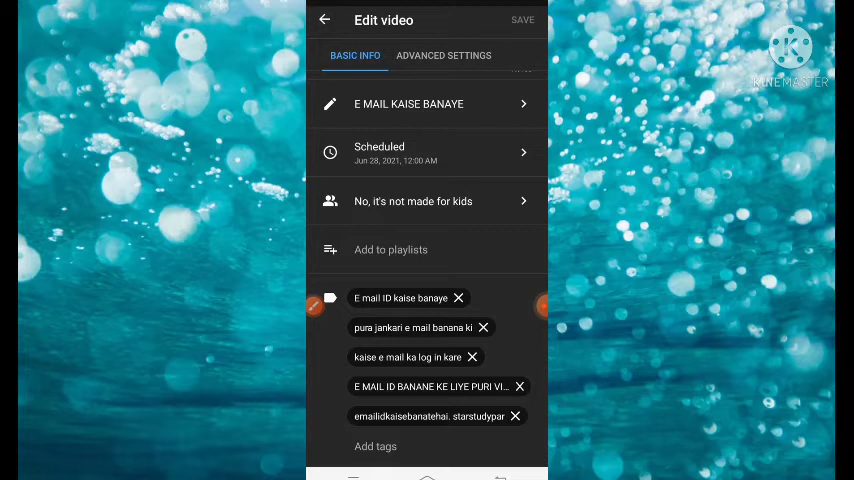 Edit video
SAVE
BASIC INFO
ADVANCED SETTINGS
E MAIL KAISE BANAYE
Scheduled
Jun 28, 2021, 12:00 AM
No, it's not made for kids
Add to playlists
E mail ID kaise banaye
pura jankari e mail banana ki
kaise e mail ka log in kare
E MAIL ID BANANE KE LIYE PURI VI...
emailidkaisebanatehai. starstudypar
Add tags
K
KINEMASTER